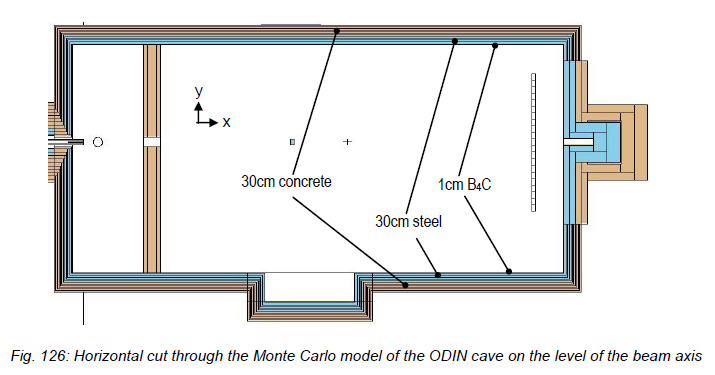 y
x
30cm concrete
1cm B₄C
30cm steel
Fig. 126: Horizontal cut through the Monte Carlo model of the ODIN cave on the level of the beam axis